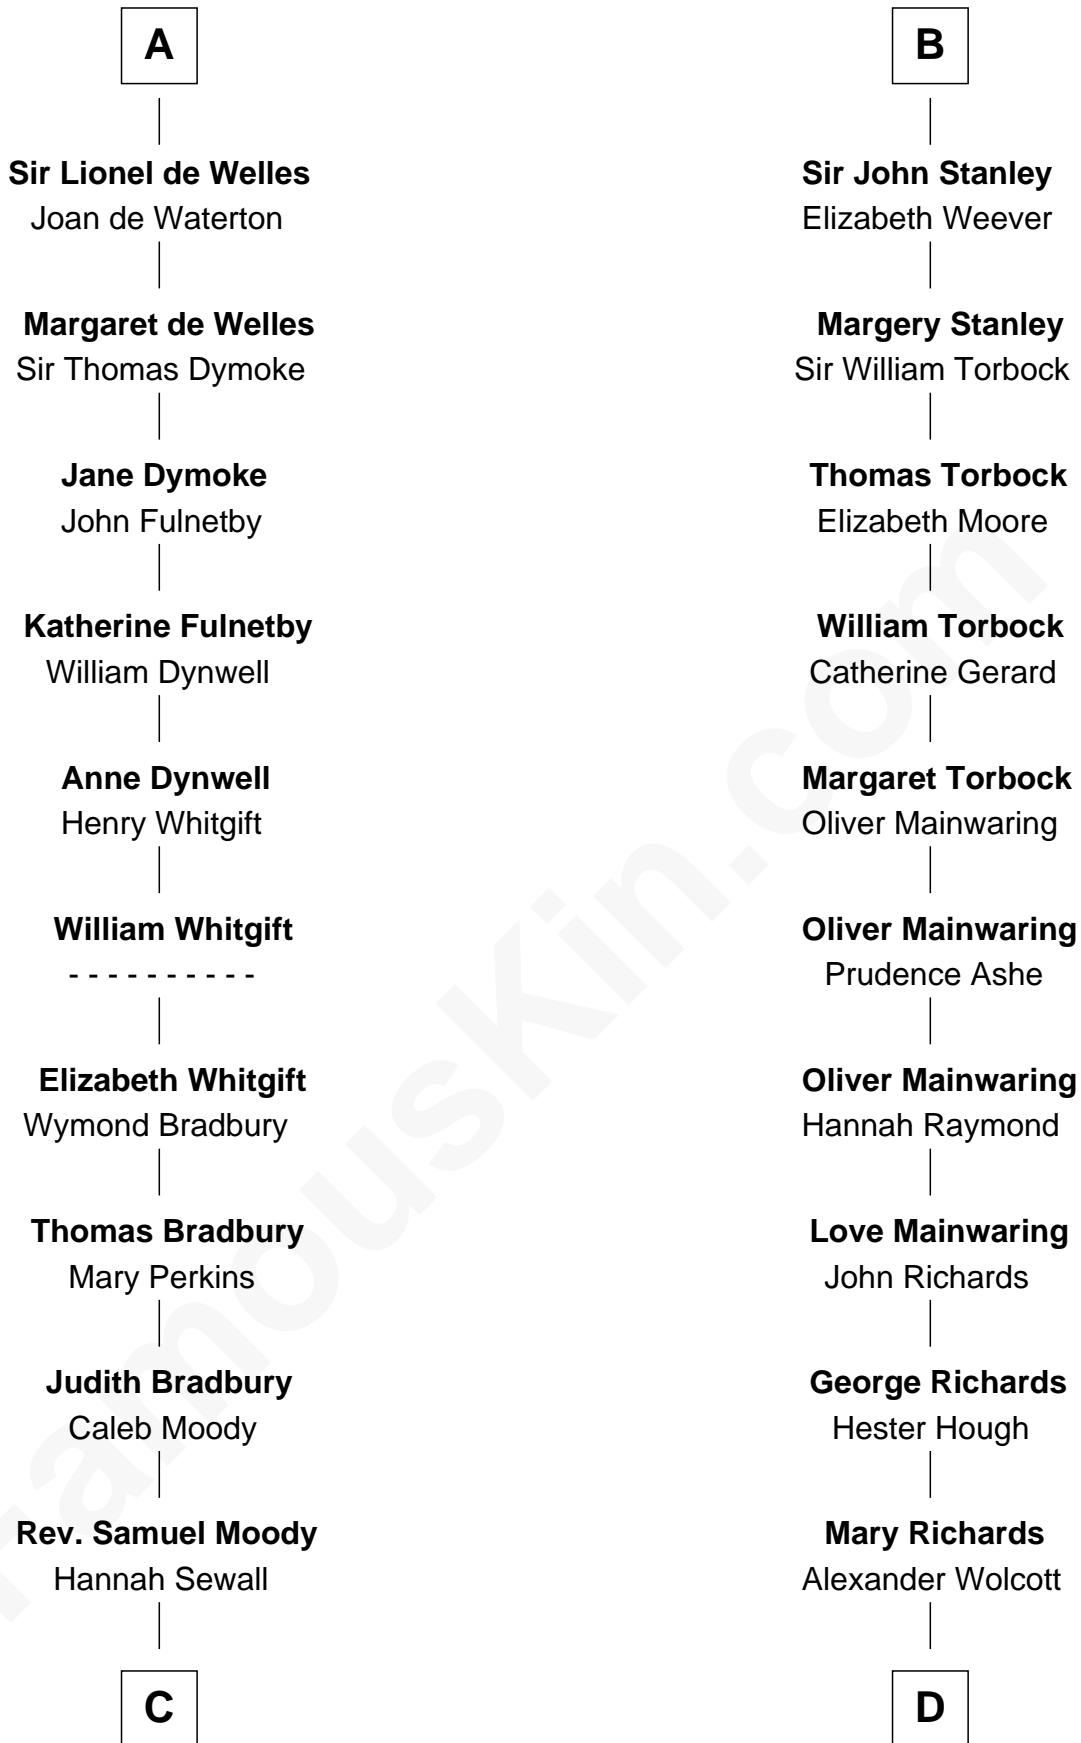 A
Sir Lionel de Welles
Joan de Waterton
Margaret de Welles
Sir Thomas Dymoke
Jane Dymoke
John Fulnetby
Katherine Fulnetby
William Dynwell
Anne Dynwell
Henry Whitgift
William Whitgift
- - - - - - - - - -
Elizabeth Whitgift
Wymond Bradbury
Thomas Bradbury
Mary Perkins
Judith Bradbury
Caleb Moody
Rev. Samuel Moody
Hannah Sewall
C
B
Sir John Stanley
Elizabeth Weever
Margery Stanley
Sir William Torbock
Thomas Torbock
Elizabeth Moore
William Torbock
Catherine Gerard
Margaret Torbock
Oliver Mainwaring
Oliver Mainwaring
Prudence Ashe
Oliver Mainwaring
Hannah Raymond
Love Mainwaring
John Richards
George Richards
Hester Hough
Mary Richards
Alexander Wolcott
D
FamousKin.com